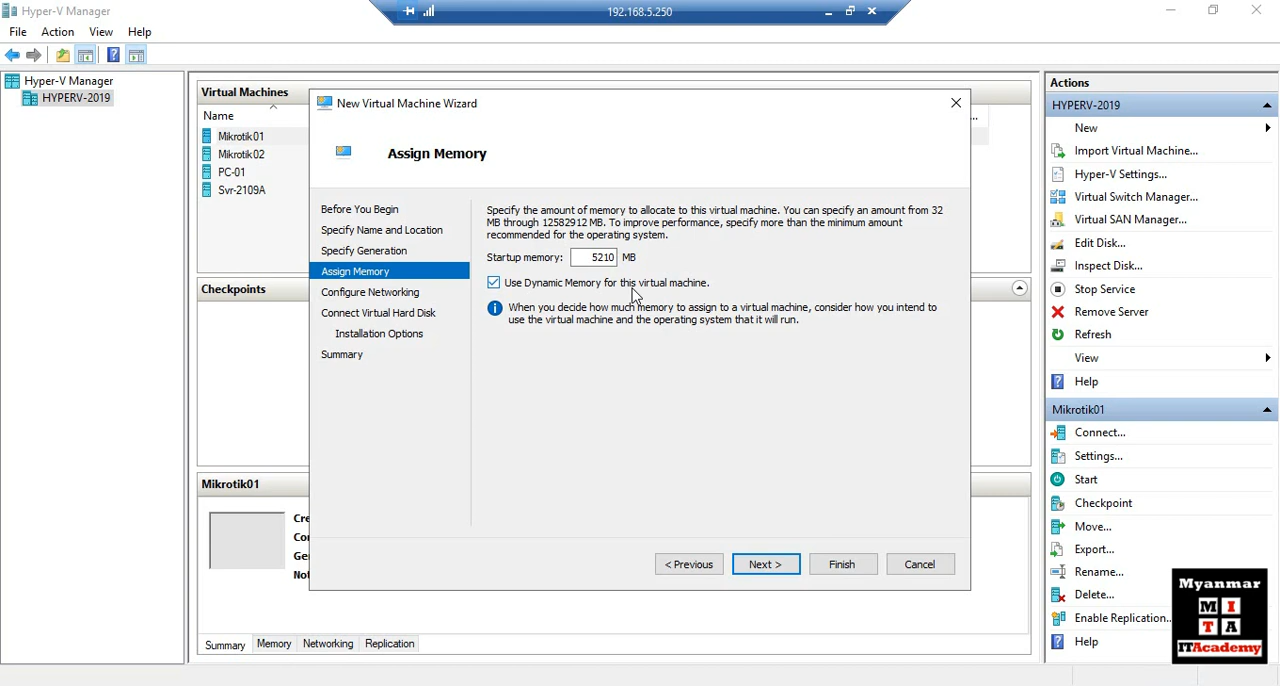 Hyper-V Manager
192.168.5.250
File Action View Help
Hyper-V Manager
HYPERV-2019
Virtual Machines
Name
Mikrotik01
Mikrotik02
PC-01
Svr-2109A
Checkpoints
Mikrotik01
Cre
Con
Ge
Not
Summary Memory Networking Replication
New Virtual Machine Wizard
Assign Memory
Before You Begin
Specify Name and Location
Specify Generation
Assign Memory
Configure Networking
Connect Virtual Hard Disk
Installation Options
Summary
Specify the amount of memory to allocate to this virtual machine. You can specify an amount from 32
MB through 12582912 MB. To improve performance, specify more than the minimum amount
recommended for the operating system.
Startup memory: 5210 MB
Use Dynamic Memory for this virtual machine.
When you decide how much memory to assign to a virtual machine, consider how you intend to
use the virtual machine and the operating system that it will run.
< Previous Next > Finish Cancel
...
Actions
HYPERV-2019
New
Import Virtual Machine...
Hyper-V Settings...
Virtual Switch Manager...
Virtual SAN Manager...
Edit Disk...
Inspect Disk...
Stop Service
Remove Server
Refresh
View
Help
Mikrotik01
Connect...
Settings...
Start
Checkpoint
Move...
Export...
Rename...
Delete...
Enable Replication...
Help
Myanmar
M I
T A
ITAcademy